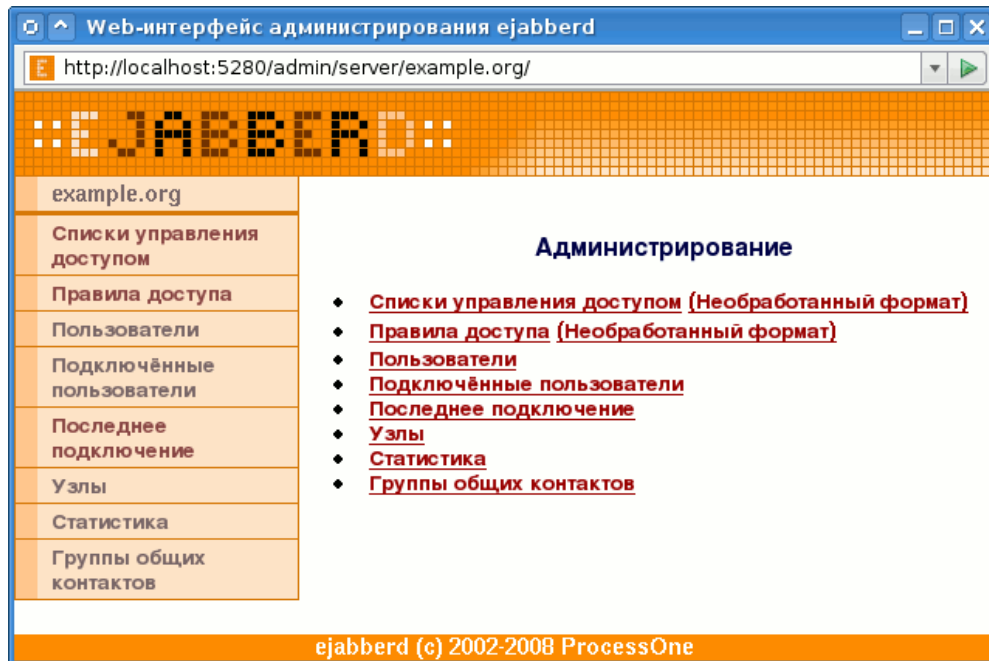 Web-интерфейс администрирования ejabberd
http://localhost:5280/admin/server/example.org/
::EJABBERD::
example.org
Списки управления
доступом
Правила доступа
Пользователи
Подключённые
пользователи
Последнее
подключение
Узлы
Статистика
Группы общих
контактов
Администрирование
Списки управления доступом (Необработанный формат)
Правила доступа (Необработанный формат)
Пользователи
Подключённые пользователи
Последнее подключение
Узлы
Статистика
Группы общих контактов
ejabberd (c) 2002-2008 ProcessOne